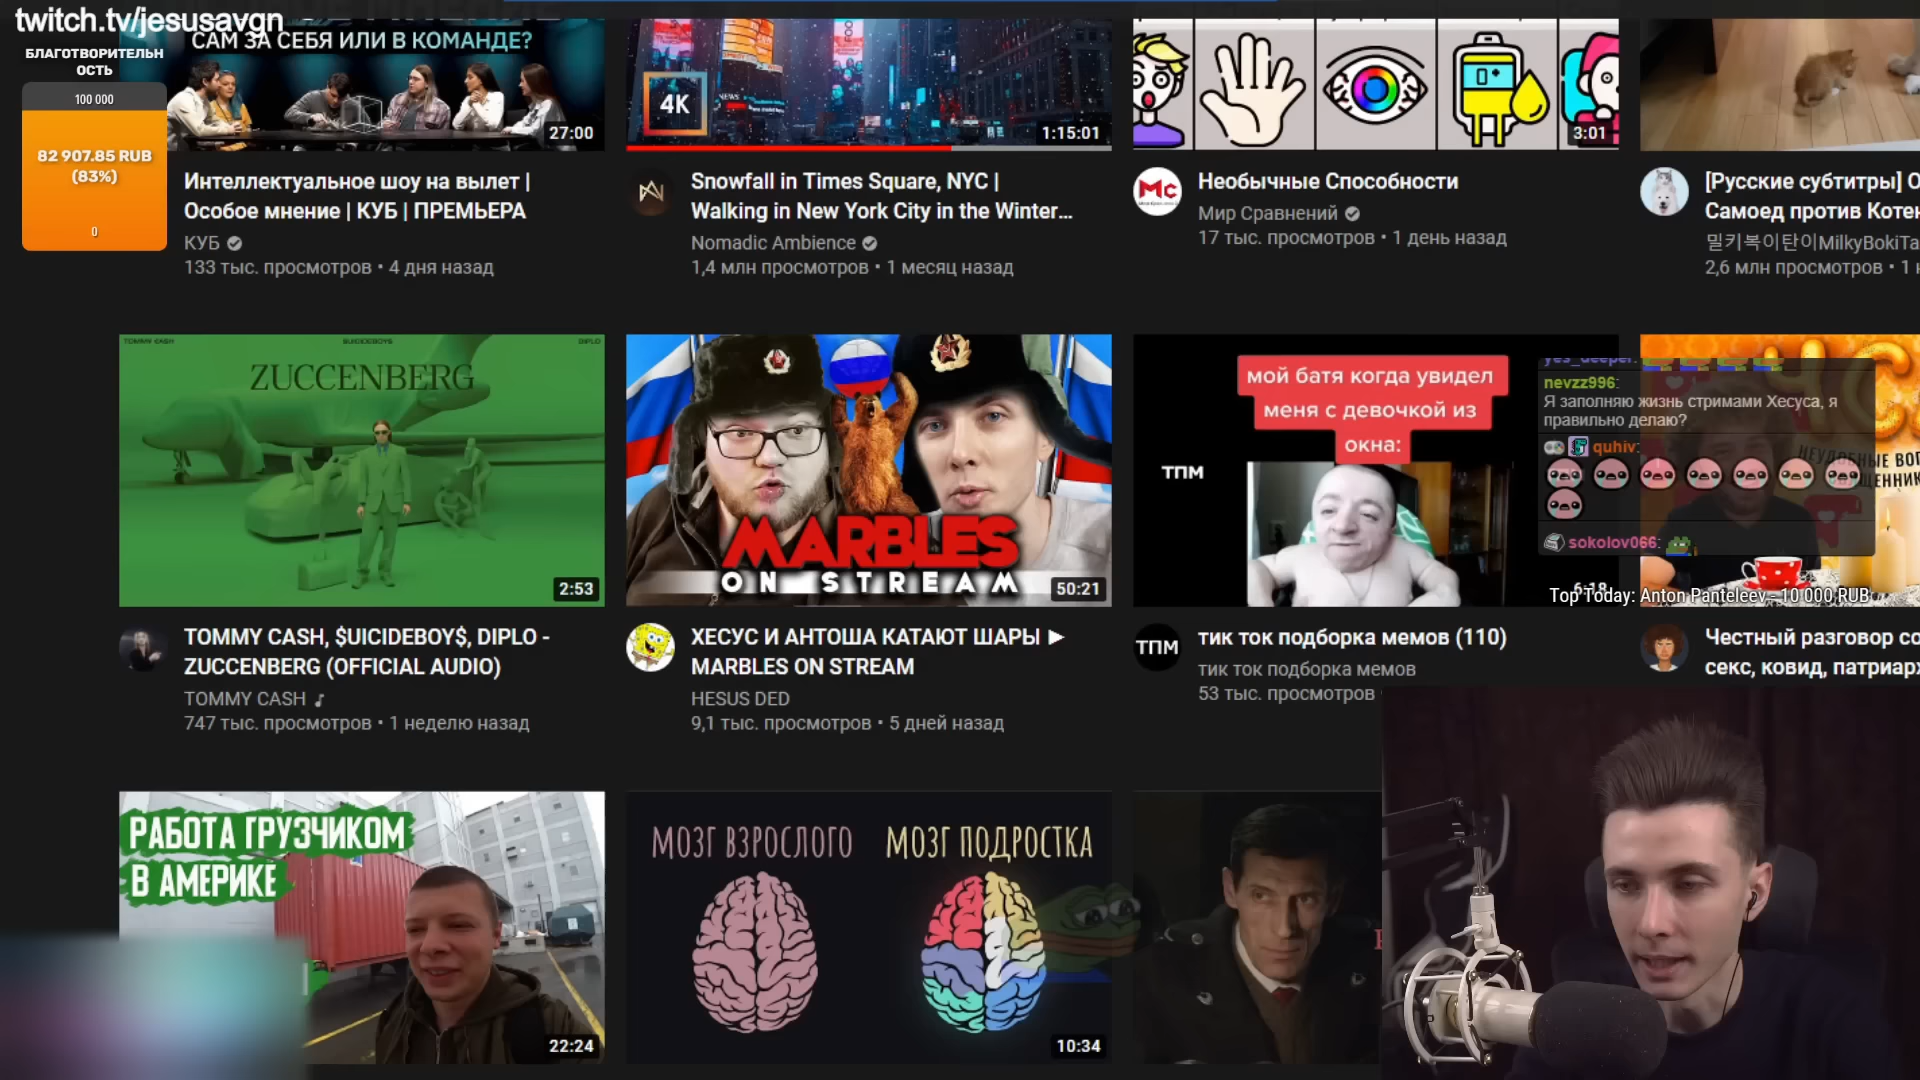 twitch.tv/jesusavgn
БЛАГОТВОРИТЕЛЬН
ОСТЬ
100 000
82 907.85 RUB
(83%)
0
САМ ЗА СЕБЯ ИЛИ В КОМАНДЕ?
27:00
Интеллектуальное шоу на вылет |
Особое мнение | КУБ | ПРЕМЬЕРА
КУБ
133 тыс. просмотров • 4 дня назад
4K
NEWS
1:15:01
Snowfall in Times Square, NYC |
Walking in New York City in the Winter...
Nomadic Ambience
1,4 млн просмотров • 1 месяц назад
3:01
Мс
Необычные Способности
Мир Сравнений
17 тыс. просмотров • 1 день назад
[Русские субтитры]
Самоед против
밀키복이탄이MilkyBokiTa
2,6 млн просмотров • 1
TOMMY CASH
$UICIDEBOY$
DIPLO
ZUCCENBERG
2:53
TOMMY CASH, $UICIDEBOY$, DIPLO -
ZUCCENBERG (OFFICIAL AUDIO)
TOMMY CASH
747 тыс. просмотров • 1 неделю назад
MARBLES
ON STREAM
50:21
ХЕСУС И АНТОША КАТАЮТ ШАРЫ ►
MARBLES ON STREAM
HESUS DED
9,1 тыс. просмотров • 5 дней назад
мой батя когда увидел
меня с девочкой из
окна:
ТПМ
6:18
ТПМ
тик ток подборка мемов (110)
тик ток подборка мемов
53 тыс. просмотров
yes_deeper:
nevzz996:
Я заполняю жизнь стримами Хесуса, я
правильно делаю?
quhiv:
sokolov066:
Top Today: Anton Panteleev - 10 000 RUB
Честный разговор
секс, ковид,
РАБОТА ГРУЗЧИКОМ
В АМЕРИКЕ
22:24
МОЗГ ВЗРОСЛОГО
МОЗГ ПОДРОСТКА
10:34